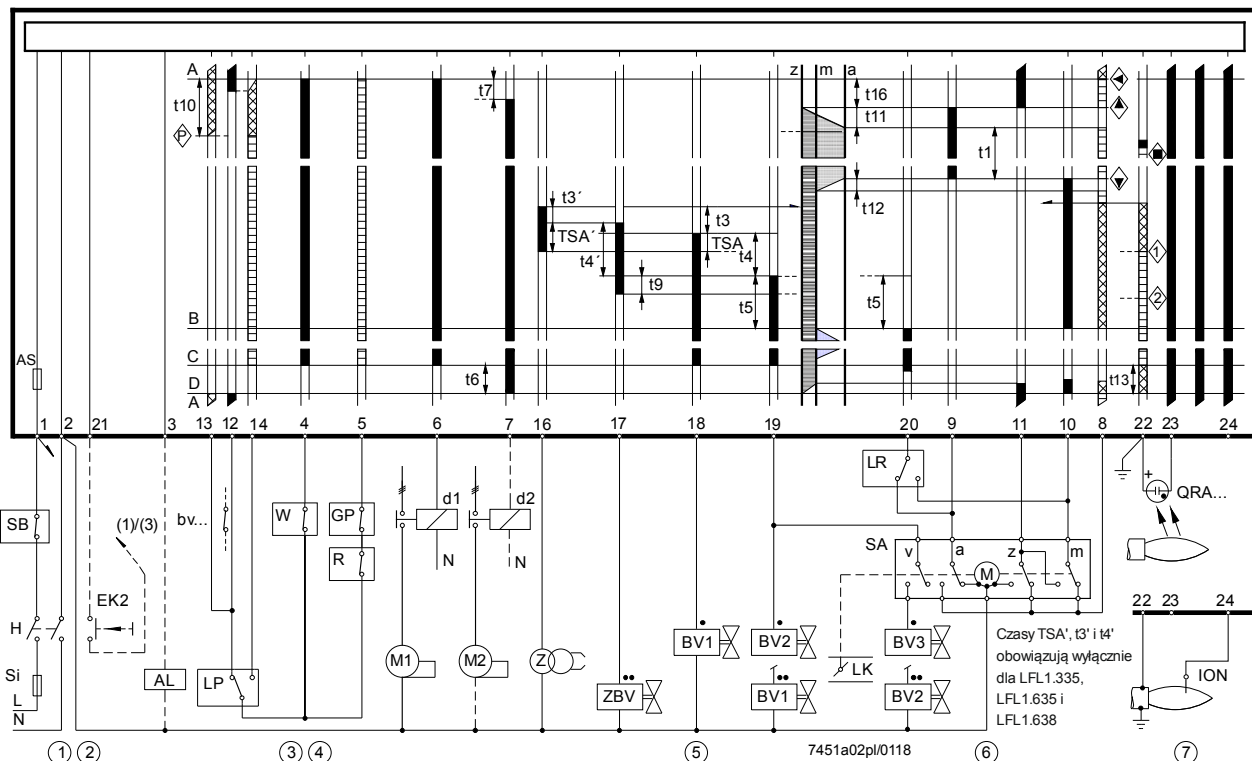 A
z
m
a
t7
t16
t10
t11
P
t1
t12
t3´
t3
TSA´
TSA
t4´
t4
1
t9
t5
t5
2
B
C
AS
t6
t13
D
A
1 2 21 3 13 12 14 4 5 6 7 16 17 18 19 20 9 11 10 8 22 23 24
LR
d1
d2
+
QRA...
SB
(1)/(3)
bv...
W
GP
R
N
N
SA
v
a
z
m
M
EK2
H
22 23 24
M1
M2
Z
BV1
BV2
BV3
Czasy TSA', t3' i t4'
obowiązują wyłącznie
dla LFL1.335,
LFL1.635 i
LFL1.638
Si
AL
LP
LK
ION
ZBV
BV1
BV2
L
N
1 2 3 4 5 6 7
7451a02pl/0118